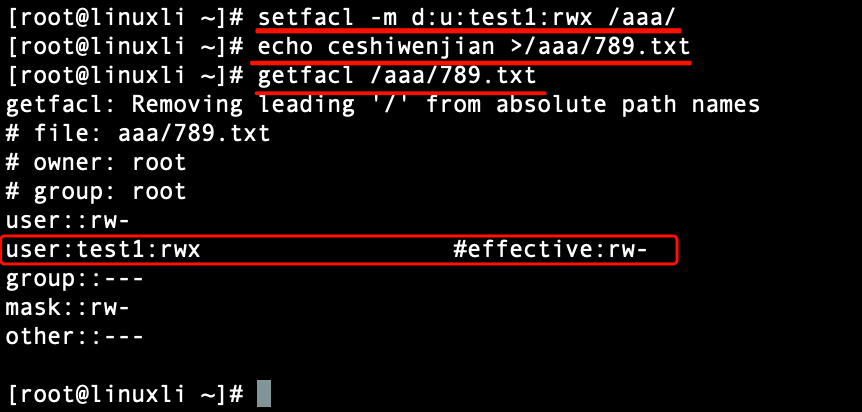 [root@linuxli ~]# setfacl -m d:u:test1:rwx /aaa/
[root@linuxli ~]# echo ceshiwenjian >/aaa/789.txt
[root@linuxli ~]# getfacl /aaa/789.txt
getfacl: Removing leading '/' from absolute path names
# file: aaa/789.txt
# owner: root
# group: root
user::rw-
user:test1:rwx                  #effective:rw-
group::---
mask::rw-
other::---
[root@linuxli ~]#